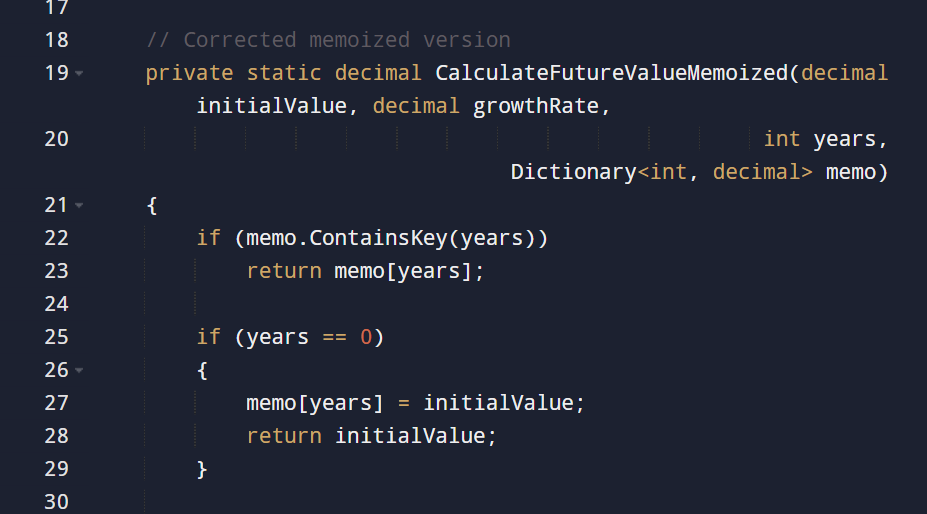 17
18 // Corrected memoized version
19 private static decimal CalculateFutureValueMemoized(decimal
initialValue, decimal growthRate,
20 int years,
Dictionary<int, decimal> memo)
21 {
22 if (memo.ContainsKey(years))
23 return memo[years];
24
25 if (years == 0)
26 {
27 memo[years] = initialValue;
28 return initialValue;
29 }
30